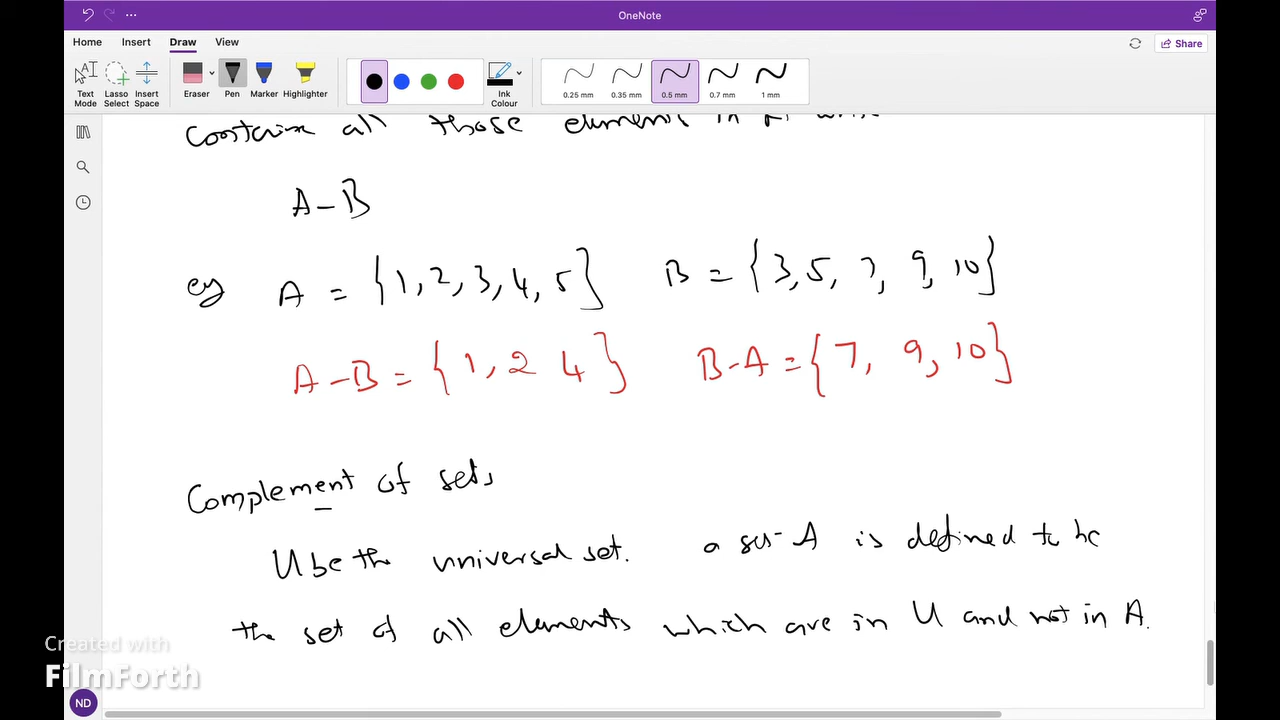 OneNote
Home Insert Draw View Share
Text Mode Lasso Select Insert Space Eraser Pen Marker Highlighter Ink Colour 0.25 mm 0.35 mm 0.5 mm 0.7 mm 1 mm
all those elements in
A - B
eg A = {1, 2, 3, 4, 5} B = {3, 5, 7, 9, 10}
A - B = {1, 2 4} B - A = {7, 9, 10}
Complement of sets
U be the universal set. a set A is defined to be
the set of all elements which are in U and not in A.
Created with
FilmForth
ND